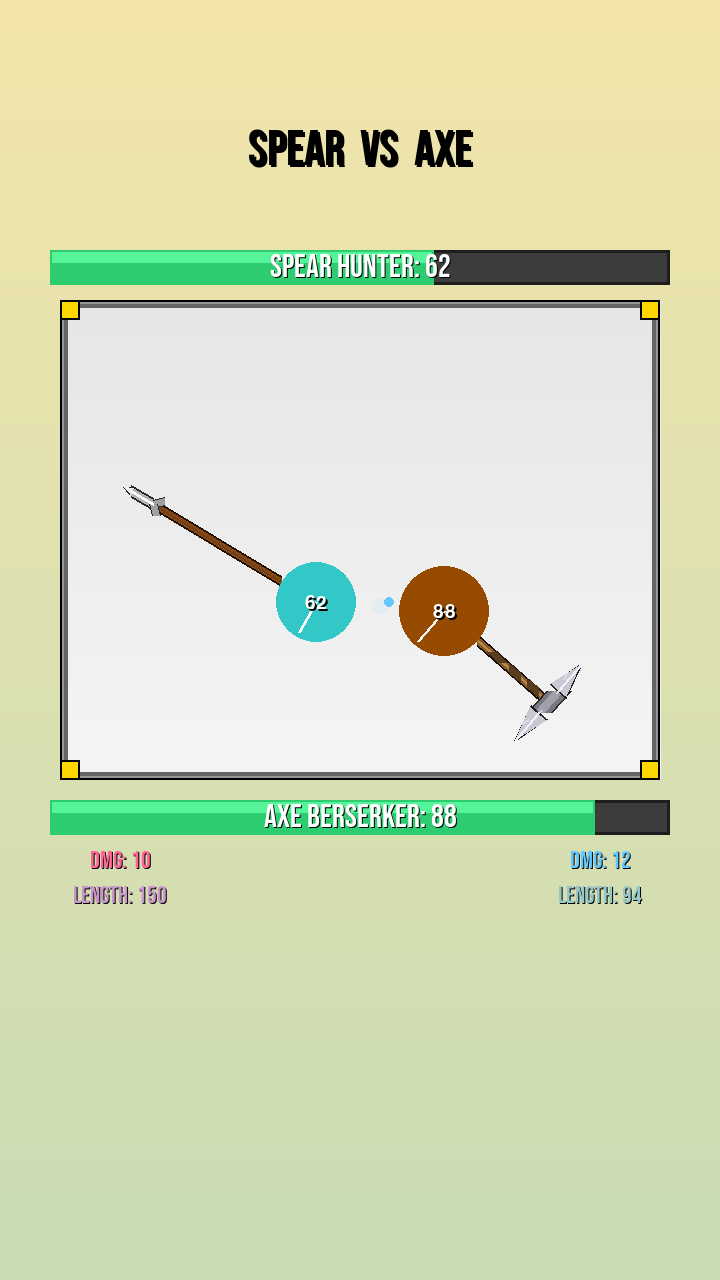 SPEAR VS AXE
SPEAR HUNTER: 62
62
88
AXE BERSERKER: 88
DMG: 10
DMG: 12
LENGTH: 150
LENGTH: 94